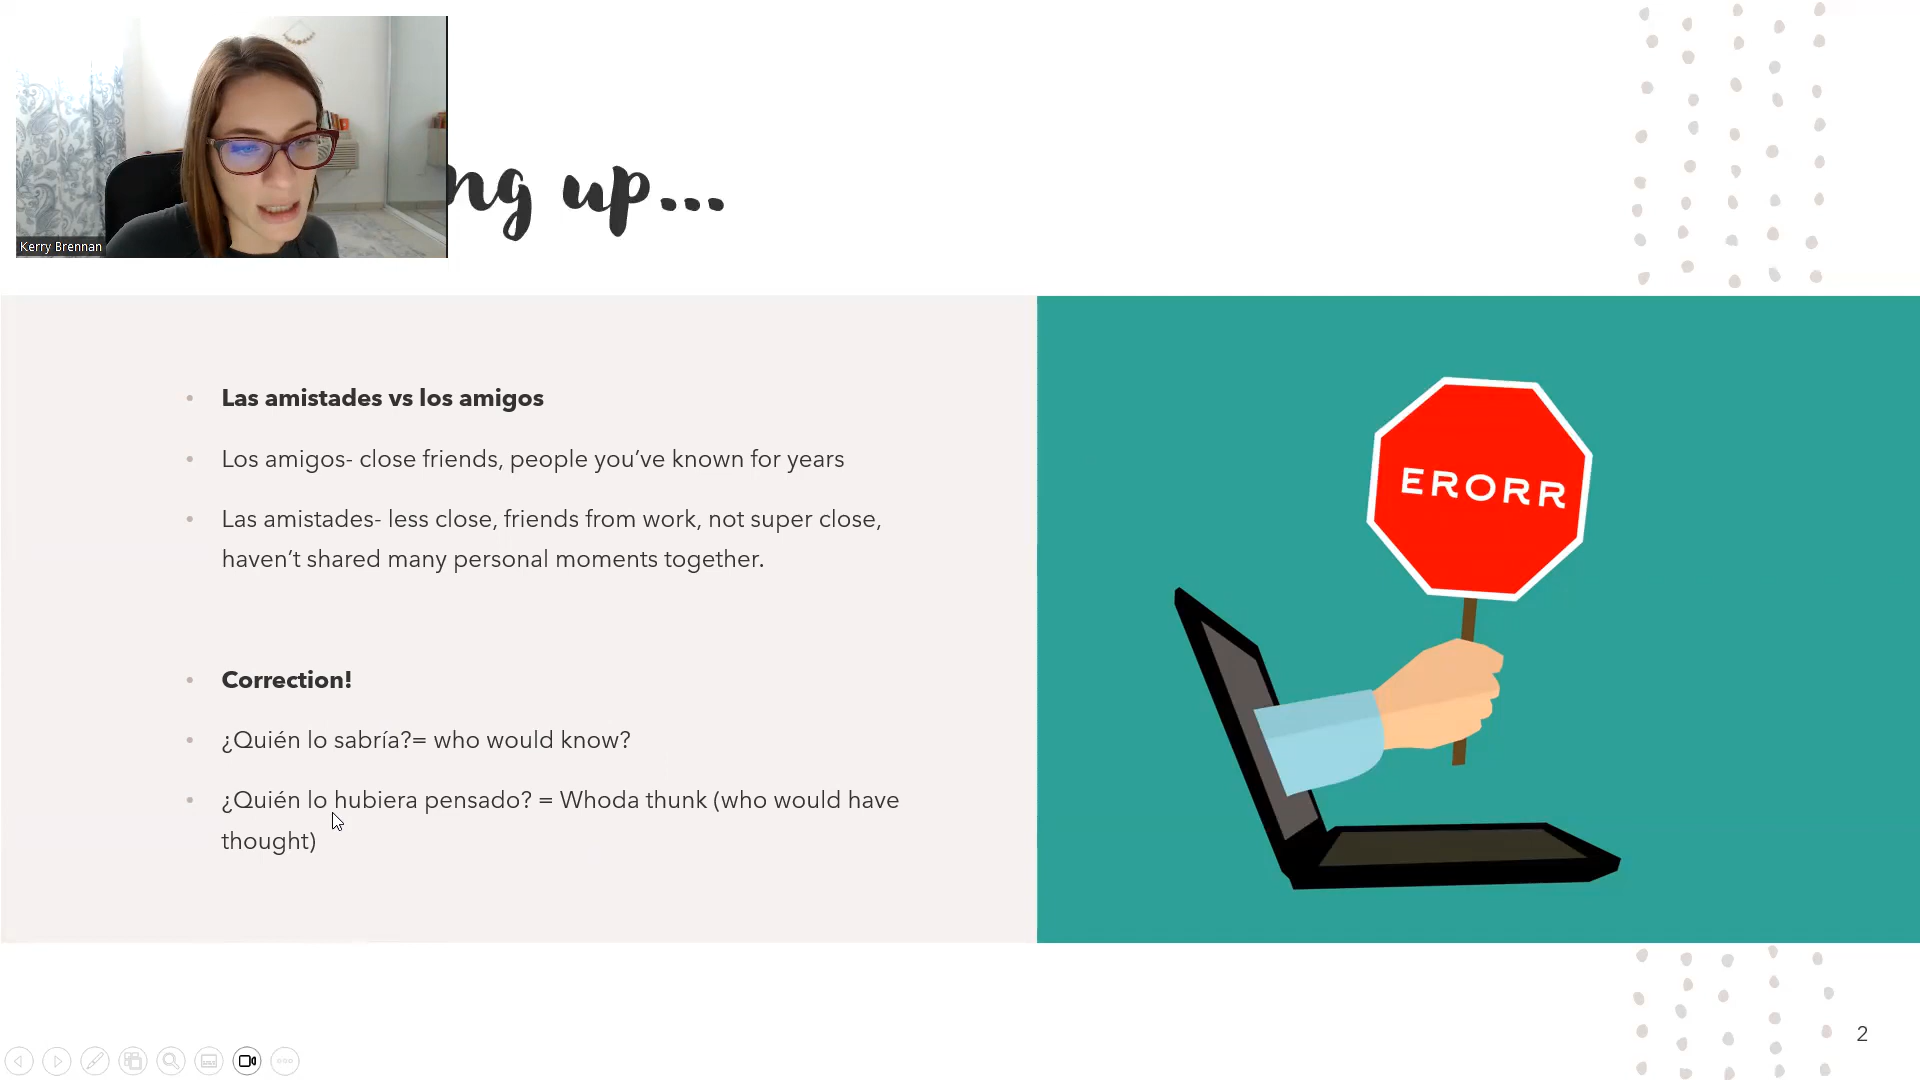 Kerry Brennan
up...
• Las amistades vs los amigos
• Los amigos- close friends, people you’ve known for years
• Las amistades- less close, friends from work, not super close,
haven’t shared many personal moments together.
• Correction!
• ¿Quién lo sabría?= who would know?
• ¿Quién lo hubiera pensado? = Whoda thunk (who would have
thought)
ERORR
2